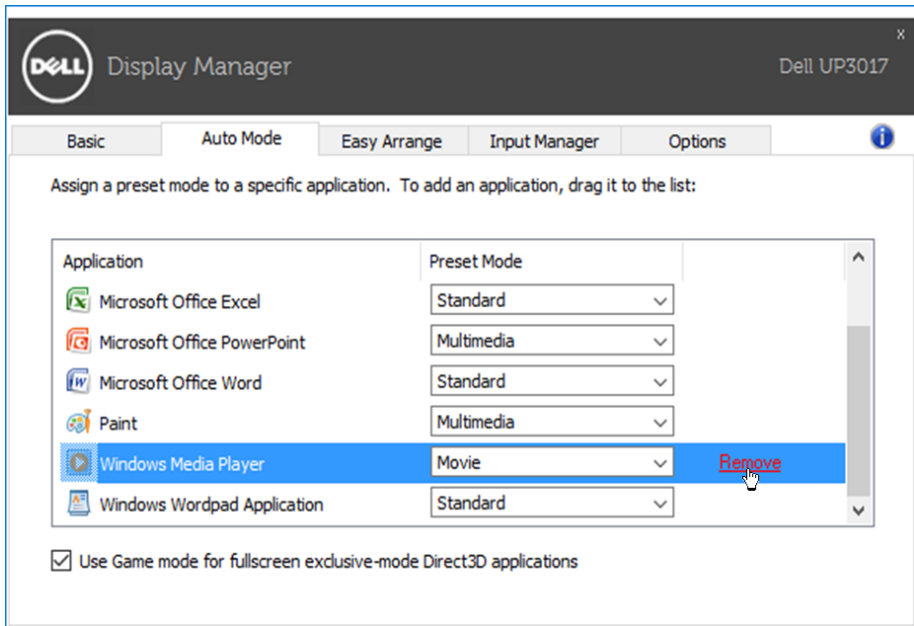 DELL Display Manager
x
Dell UP3017
Basic Auto Mode Easy Arrange Input Manager Options
Assign a preset mode to a specific application. To add an application, drag it to the list:
Application Preset Mode
Microsoft Office Excel Standard
Microsoft Office PowerPoint Multimedia
Microsoft Office Word Standard
Paint Multimedia
Windows Media Player Movie Remove
Windows Wordpad Application Standard
Use Game mode for fullscreen exclusive-mode Direct3D applications